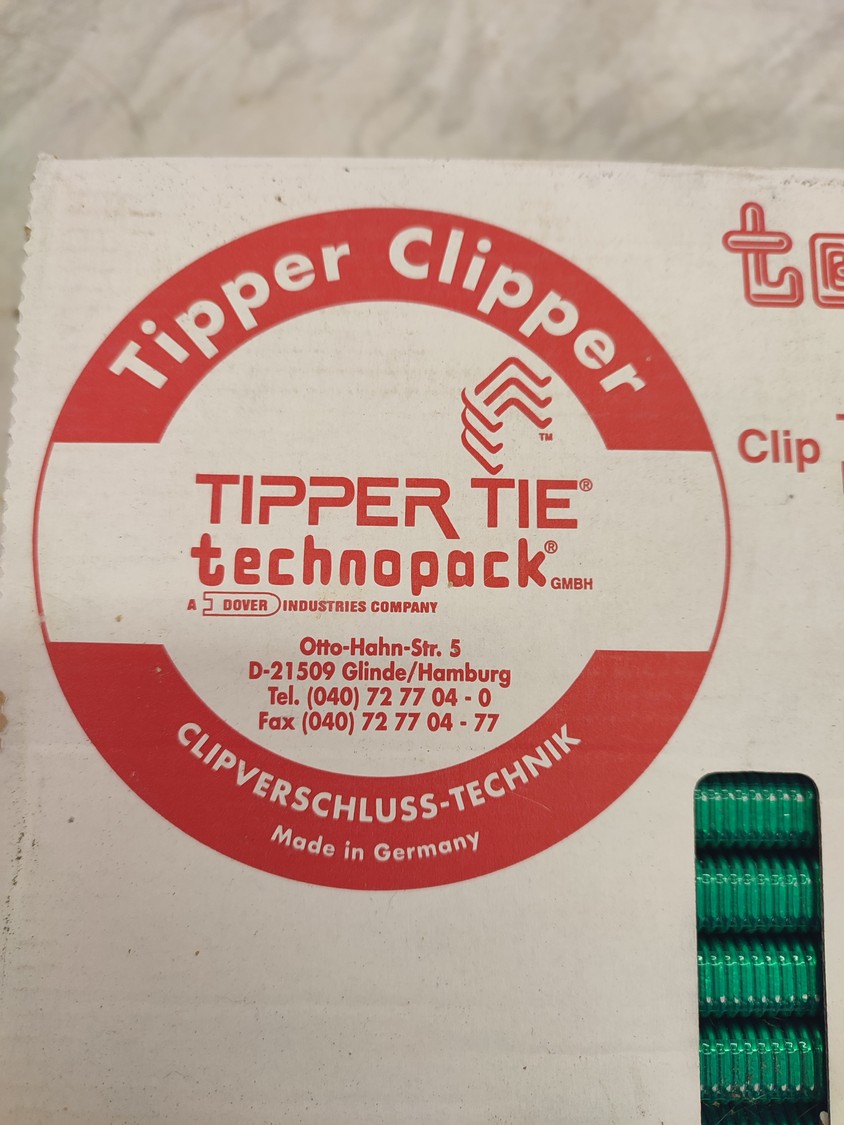 Tipper Clipper
TM
TIPPER TIE®
technopack®
GMBH
A DOVER INDUSTRIES COMPANY
Otto-Hahn-Str. 5
D-21509 Glinde/Hamburg
Tel. (040) 72 77 04 - 0
Fax (040) 72 77 04 - 77
CLIPVERSCHLUSS-TECHNIK
Made in Germany
Clip